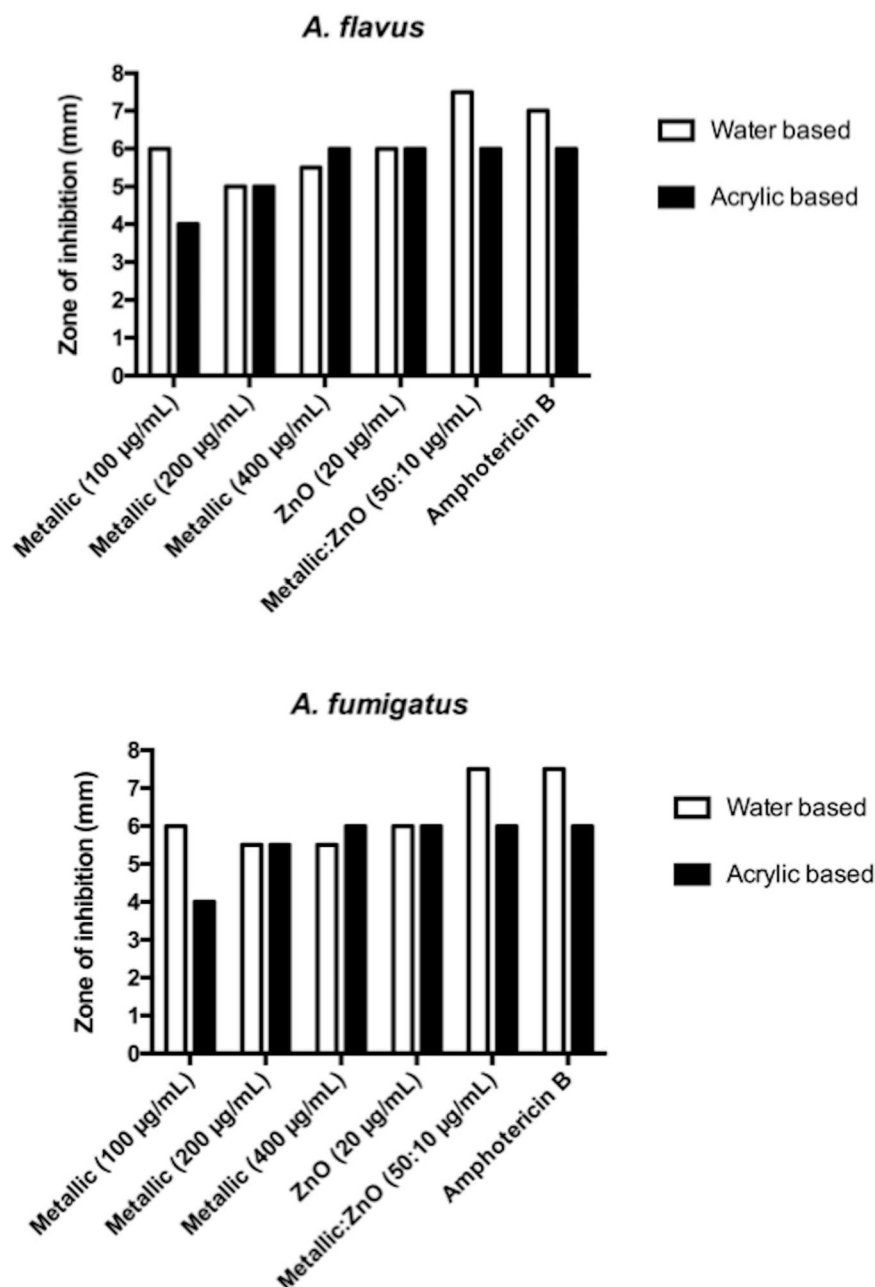 A. flavus
8
7
6
5
4
3
2
1
0
Zone of inhibition (mm)
Water based
Acrylic based
Metallic (100 µg/mL)
Metallic (200 µg/mL)
Metallic (400 µg/mL)
ZnO (20 µg/mL)
Metallic:ZnO (50:10 µg/mL)
Amphotericin B
A. fumigatus
8
7
6
5
4
3
2
1
0
Zone of inhibition (mm)
Water based
Acrylic based
Metallic (100 µg/mL)
Metallic (200 µg/mL)
Metallic (400 µg/mL)
ZnO (20 µg/mL)
Metallic:ZnO (50:10 µg/mL)
Amphotericin B